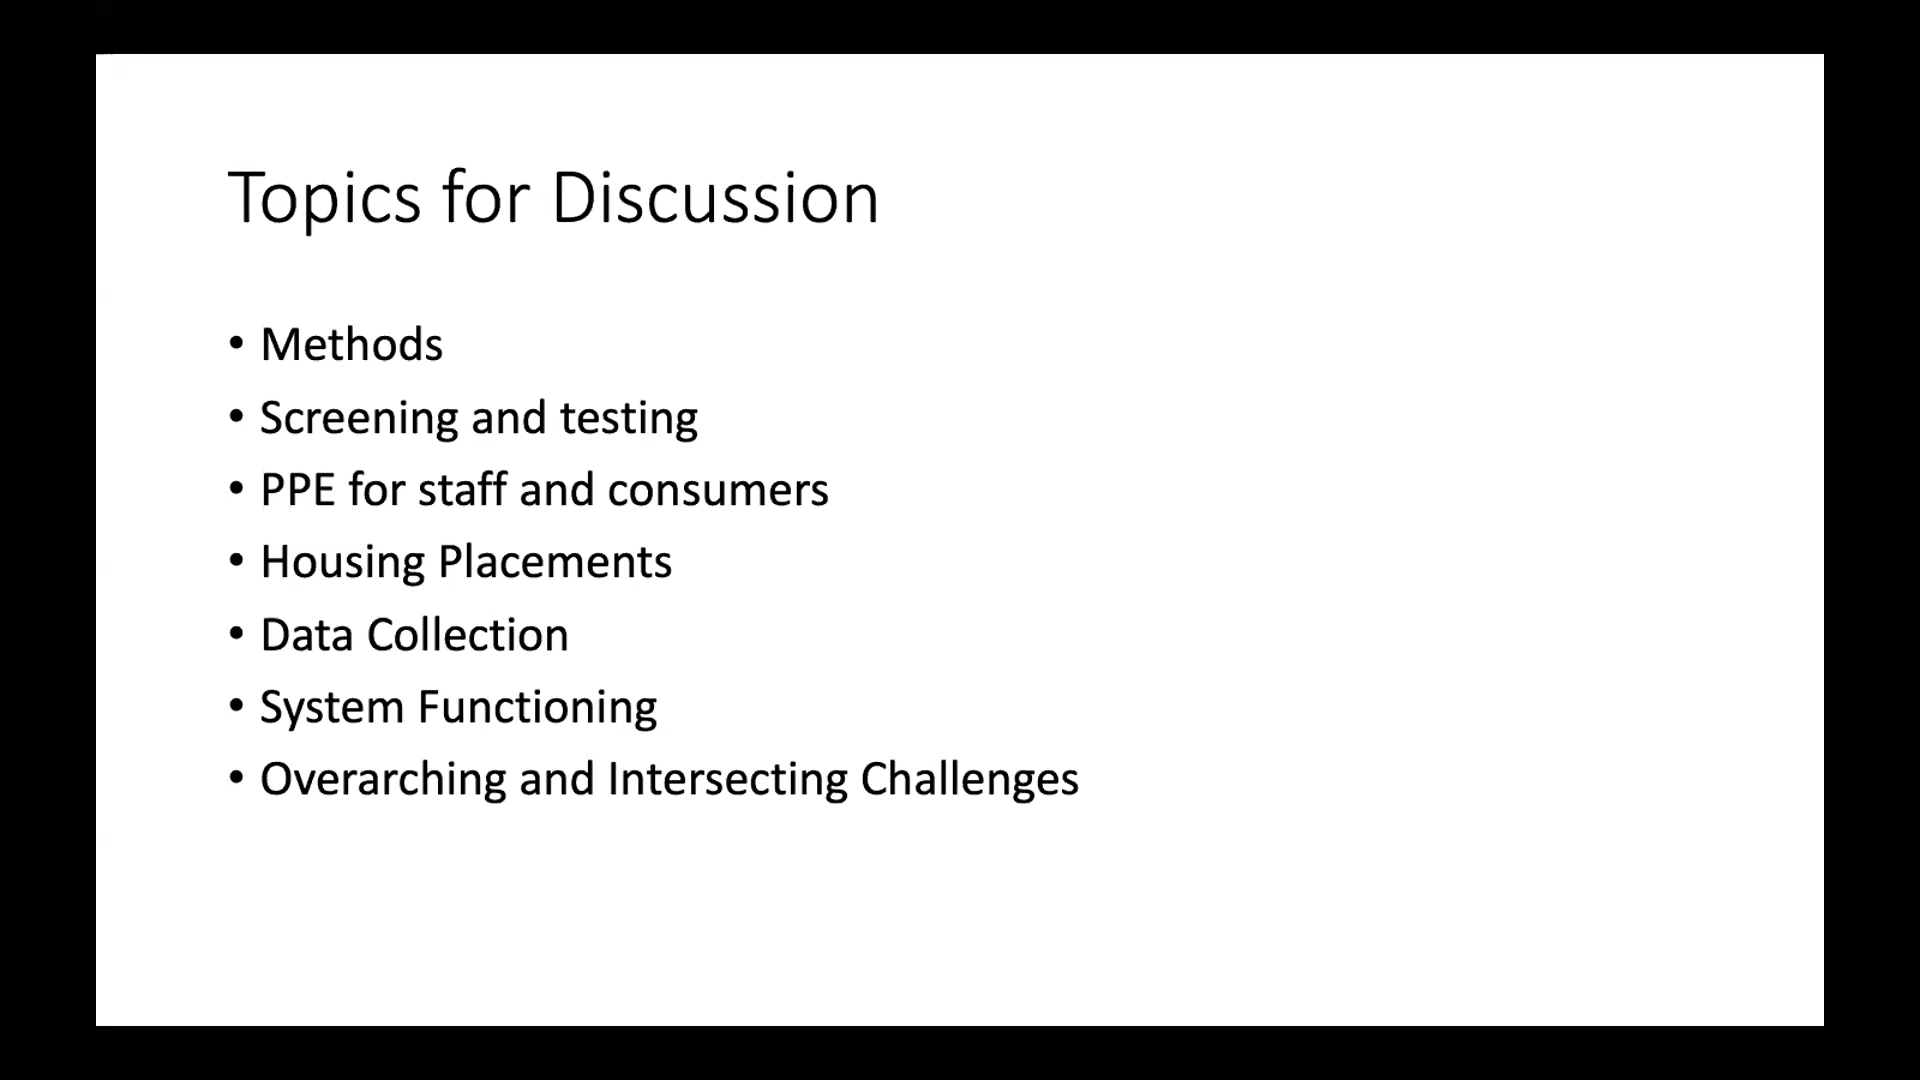 Topics for Discussion
• Methods
• Screening and testing
• PPE for staff and consumers
• Housing Placements
• Data Collection
• System Functioning
• Overarching and Intersecting Challenges